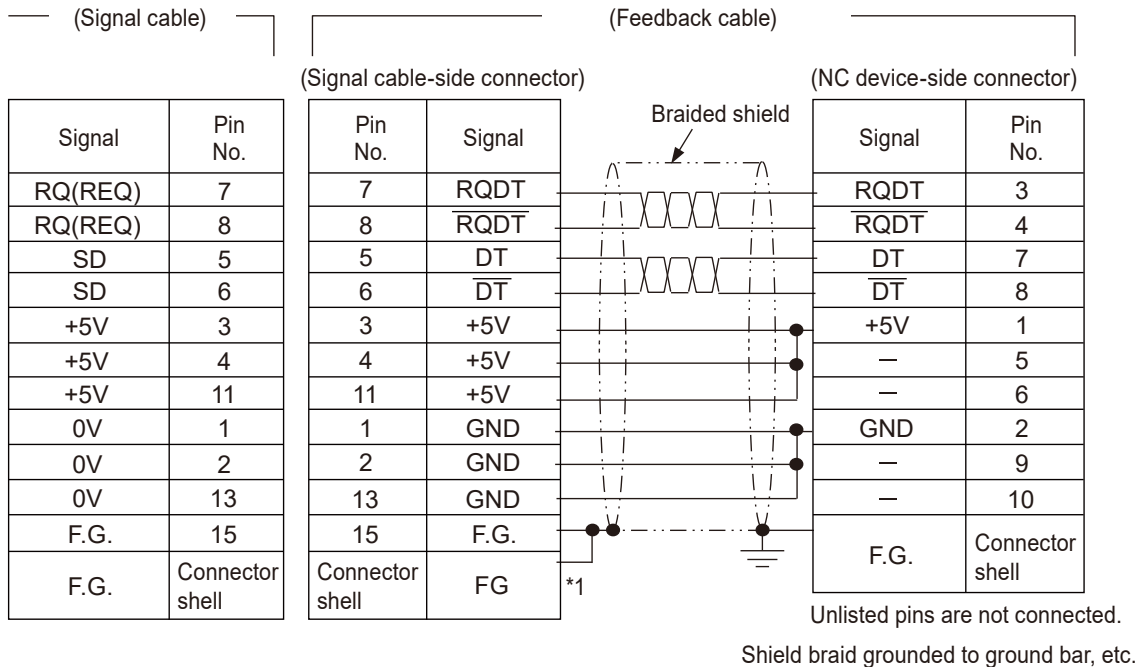 (Signal cable) (Feedback cable)
(Signal cable-side connector) (NC device-side connector)
Braided shield
Signal Pin No. Pin No. Signal Signal Pin No.
RQ(REQ) 7 7 RQDT RQDT 3
RQ(REQ) 8 8 R̅Q̅D̅T̅ R̅Q̅D̅T̅ 4
SD 5 5 DT DT 7
SD 6 6 D̅T̅ D̅T̅ 8
+5V 3 3 +5V +5V 1
+5V 4 4 +5V – 5
+5V 11 11 +5V – 6
0V 1 1 GND GND 2
0V 2 2 GND – 9
0V 13 13 GND – 10
F.G. 15 15 F.G.
F.G. Connector shell Connector shell FG *1 F.G. Connector shell
Unlisted pins are not connected.
Shield braid grounded to ground bar, etc.